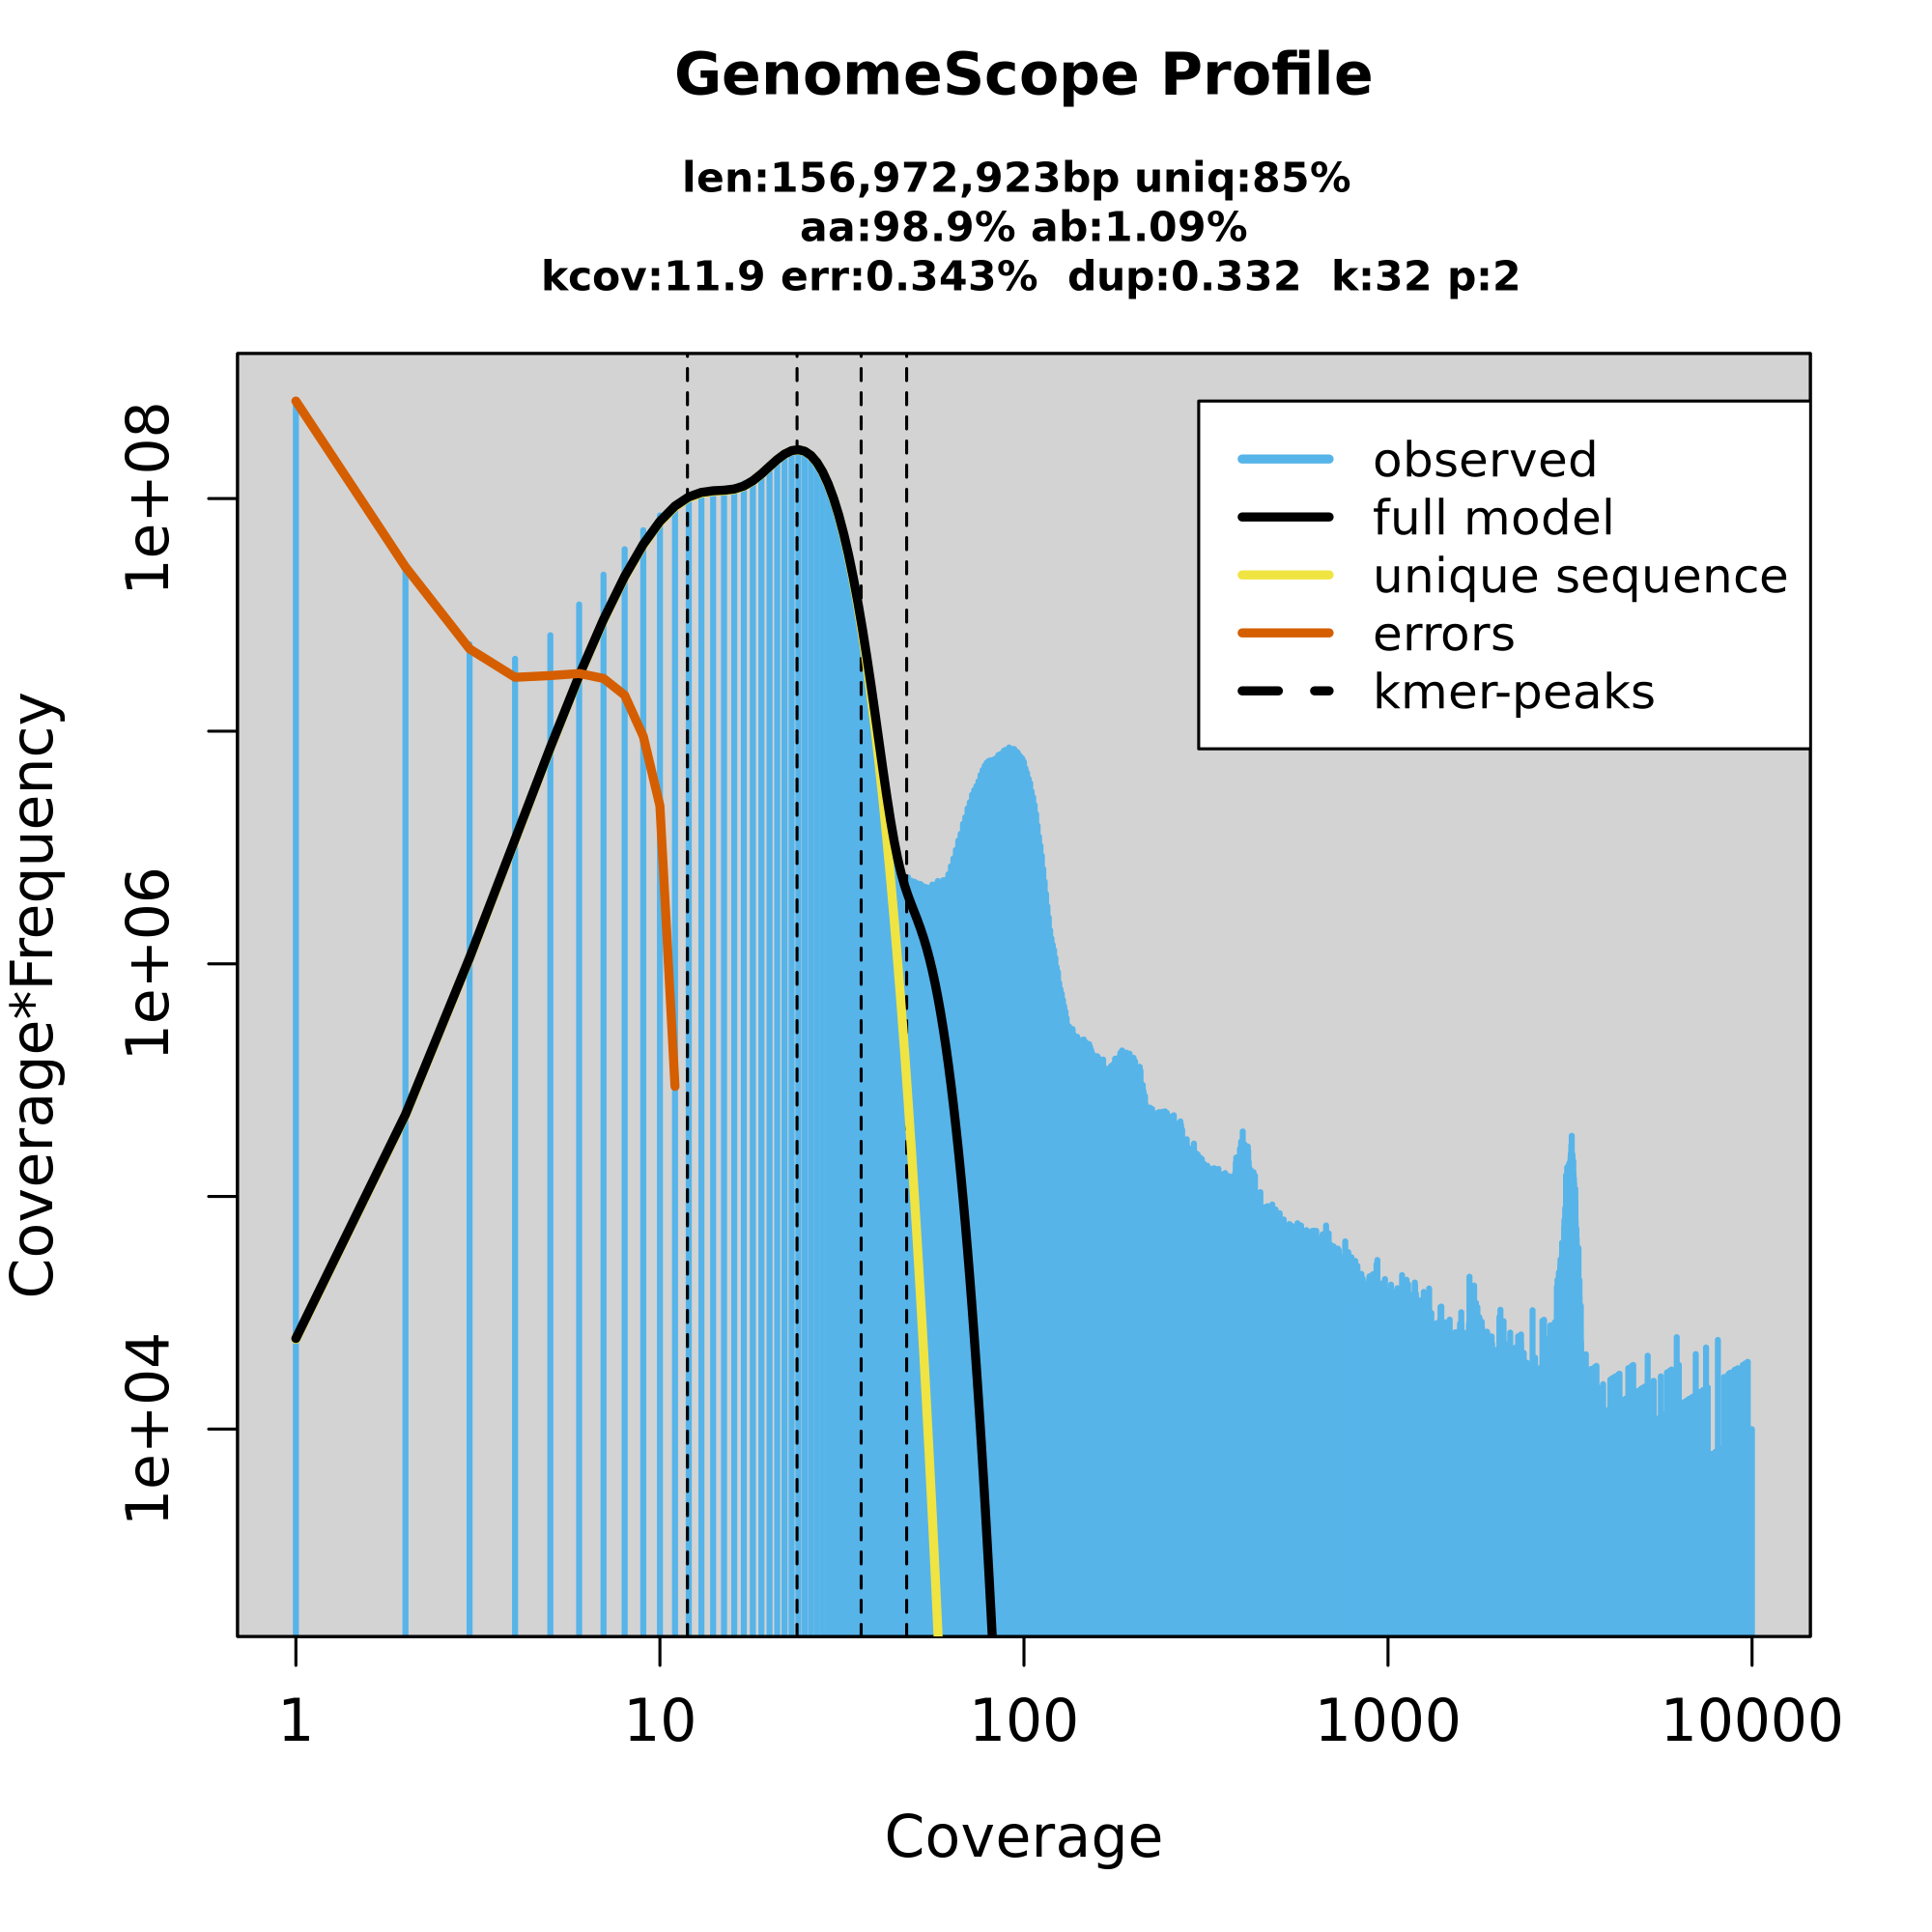 GenomeScope Profile
len:156,972,923bp uniq:85%
aa:98.9% ab:1.09%
kcov:11.9 err:0.343% dup:0.332 k:32 p:2
observed
full model
unique sequence
errors
kmer-peaks
Coverage*Frequency
1e+08
1e+06
1e+04
1 10 100 1000 10000
Coverage